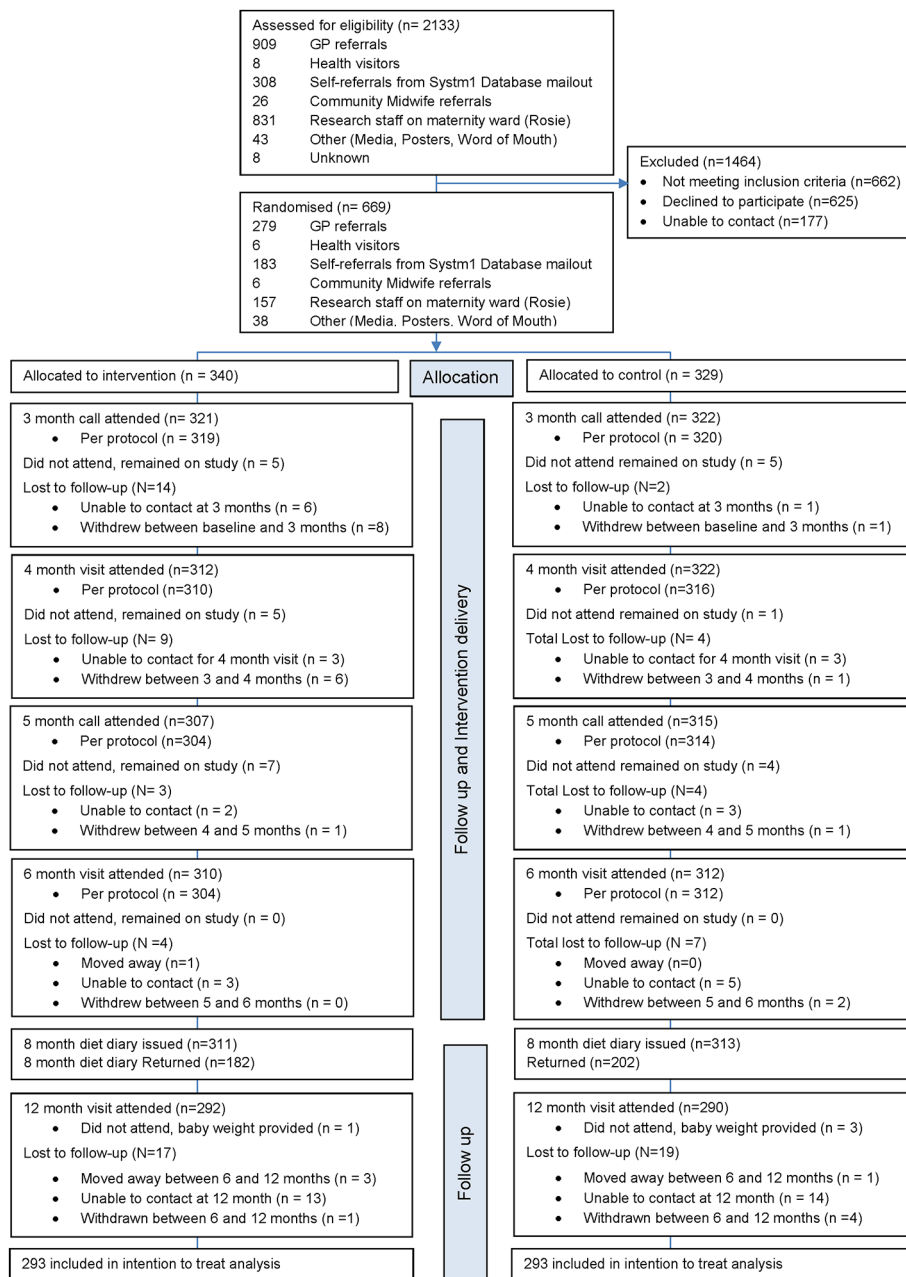 Assessed for eligibility (n= 2133)
909 GP referrals
8 Health visitors
308 Self-referrals from Systm1 Database mailout
26 Community Midwife referrals
831 Research staff on maternity ward (Rosie)
43 Other (Media, Posters, Word of Mouth)
8 Unknown
Excluded (n=1464)
• Not meeting inclusion criteria (n=662)
• Declined to participate (n=625)
• Unable to contact (n=177)
Randomised (n= 669)
279 GP referrals
6 Health visitors
183 Self-referrals from Systm1 Database mailout
6 Community Midwife referrals
157 Research staff on maternity ward (Rosie)
38 Other (Media, Posters, Word of Mouth)
Allocated to intervention (n = 340)
Allocation
Allocated to control (n = 329)
3 month call attended (n= 321)
• Per protocol (n = 319)
Did not attend, remained on study (n = 5)
Lost to follow-up (N=14)
• Unable to contact at 3 months (n = 6)
• Withdrew between baseline and 3 months (n =8)
3 month call attended (n = 322)
• Per protocol (n = 320)
Did not attend, remained on study (n = 5)
Lost to follow-up (N=2)
• Unable to contact at 3 months (n = 1)
• Withdrew between baseline and 3 months (n =1)
Follow up and Intervention delivery
4 month visit attended (n=312)
• Per protocol (n=310)
Did not attend, remained on study (n = 5)
Lost to follow-up (N= 9)
• Unable to contact for 4 month visit (n = 3)
• Withdrew between 3 and 4 months (n = 6)
4 month visit attended (n=322)
• Per protocol (n=316)
Did not attend remained on study (n = 1)
Total Lost to follow-up (N= 4)
• Unable to contact for 4 month visit (n = 3)
• Withdrew between 3 and 4 months (n = 1)
5 month call attended (n=307)
• Per protocol (n=304)
Did not attend, remained on study (n =7)
Lost to follow-up (N= 3)
• Unable to contact (n = 2)
• Withdrew between 4 and 5 months (n = 1)
5 month call attended (n=315)
• Per protocol (n=314)
Did not attend remained on study (n =4)
Total Lost to follow-up (N=4)
• Unable to contact (n = 3)
• Withdrew between 4 and 5 months (n = 1)
6 month visit attended (n= 310)
• Per protocol (n = 304)
Did not attend, remained on study (n = 0)
Lost to follow-up (N =4)
• Moved away (n=1)
• Unable to contact (n = 3)
• Withdrew between 5 and 6 months (n = 0)
6 month visit attended (n= 312)
• Per protocol (n = 312)
Did not attend remained on study (n = 0)
Total lost to follow-up (N =7)
• Moved away (n=0)
• Unable to contact (n = 5)
• Withdrew between 5 and 6 months (n = 2)
8 month diet diary issued (n=311)
8 month diet diary Returned (n=182)
8 month diet diary issued (n=313)
Returned (n=202)
Follow up
12 month visit attended (n=292)
• Did not attend, baby weight provided (n = 1)
Lost to follow-up (N=17)
• Moved away between 6 and 12 months (n = 3)
• Unable to contact at 12 month (n = 13)
• Withdrawn between 6 and 12 months (n =1)
12 month visit attended (n=290)
• Did not attend, baby weight provided (n = 3)
Lost to follow-up (N=19)
• Moved away between 6 and 12 months (n = 1)
• Unable to contact at 12 month (n = 14)
• Withdrawn between 6 and 12 months (n =4)
293 included in intention to treat analysis
293 included in intention to treat analysis